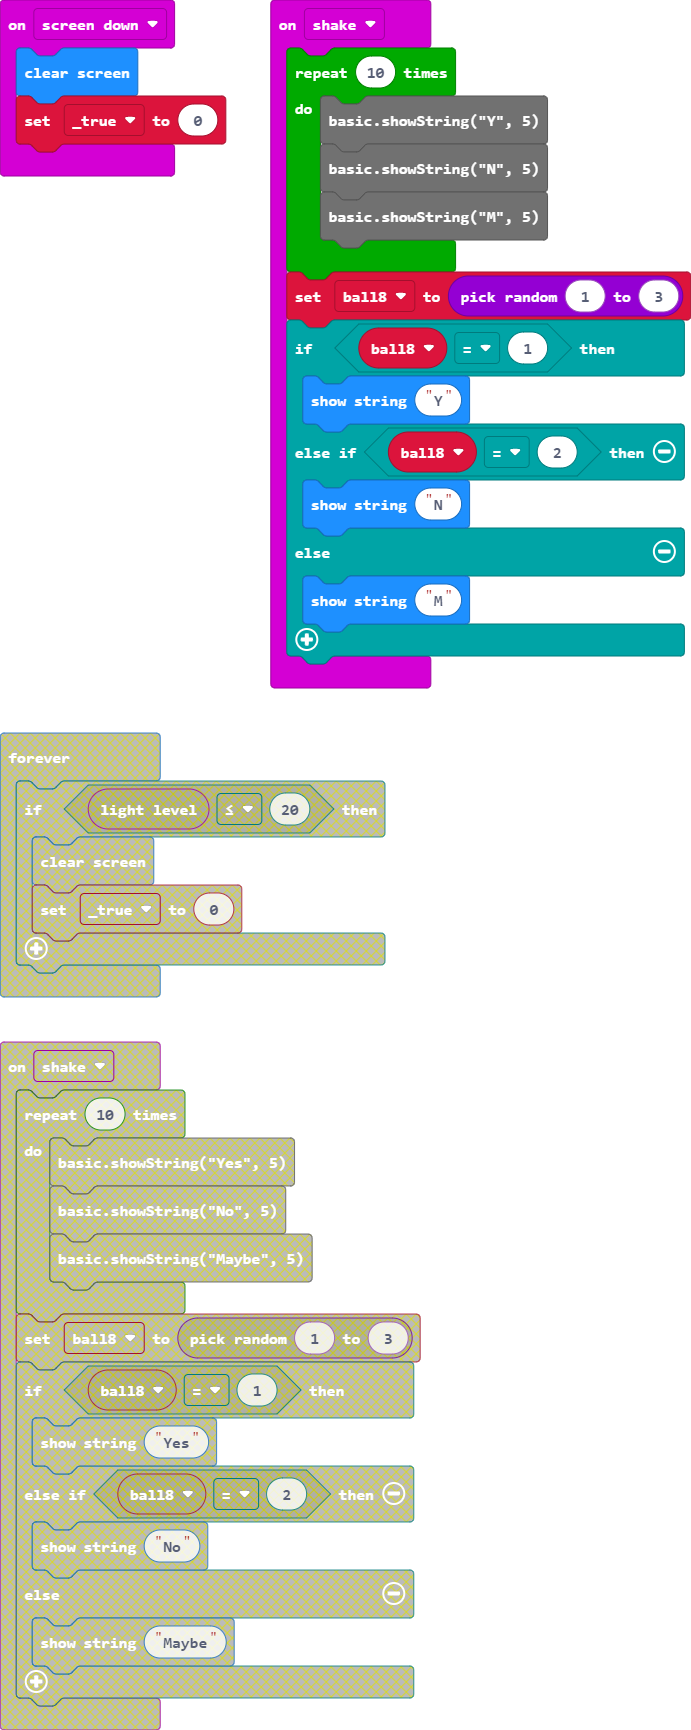 on screen down
clear screen
set _true to 0
on shake
repeat 10 times
do
basic.showString("Y", 5)
basic.showString("N", 5)
basic.showString("M", 5)
set ball8 to pick random 1 to 3
if ball8 = 1 then
show string "Y"
else if ball8 = 2 then
show string "N"
else
show string "M"
forever
if light level ≤ 20 then
clear screen
set _true to 0
on shake
repeat 10 times
do
basic.showString("Yes", 5)
basic.showString("No", 5)
basic.showString("Maybe", 5)
set ball8 to pick random 1 to 3
if ball8 = 1 then
show string "Yes"
else if ball8 = 2 then
show string "No"
else
show string "Maybe"